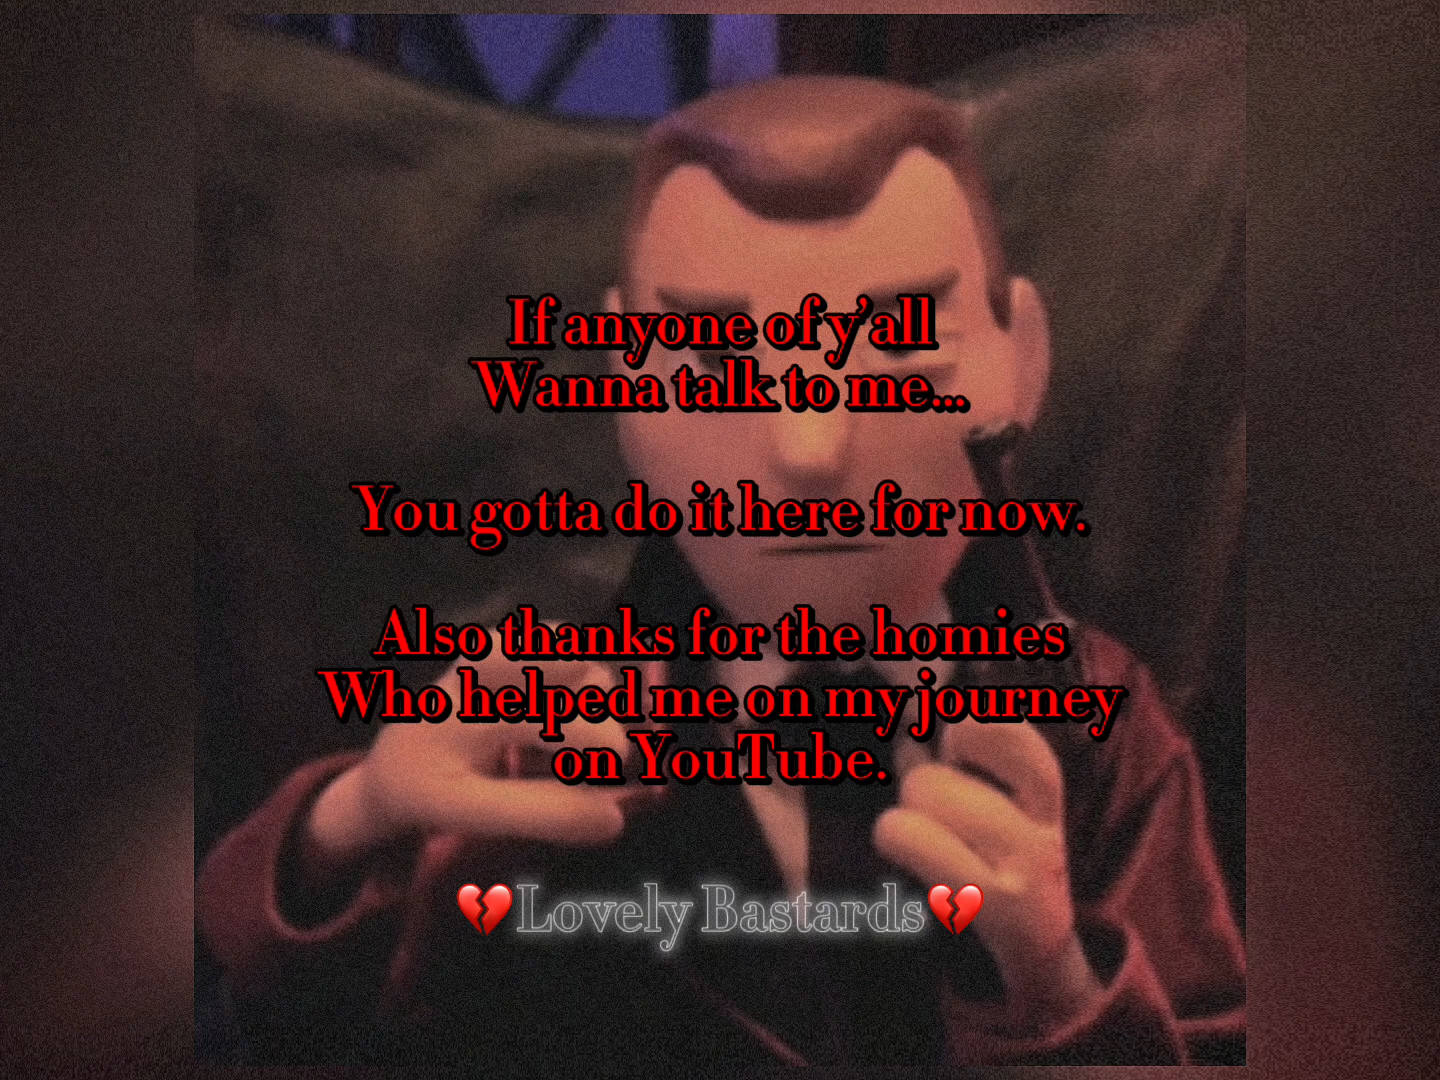 If anyone of y'all
Wanna talk to me...
You gotta do it here for now.
Also thanks for the homies
Who helped me on my journey
on YouTube.
💔Lovely Bastards💔